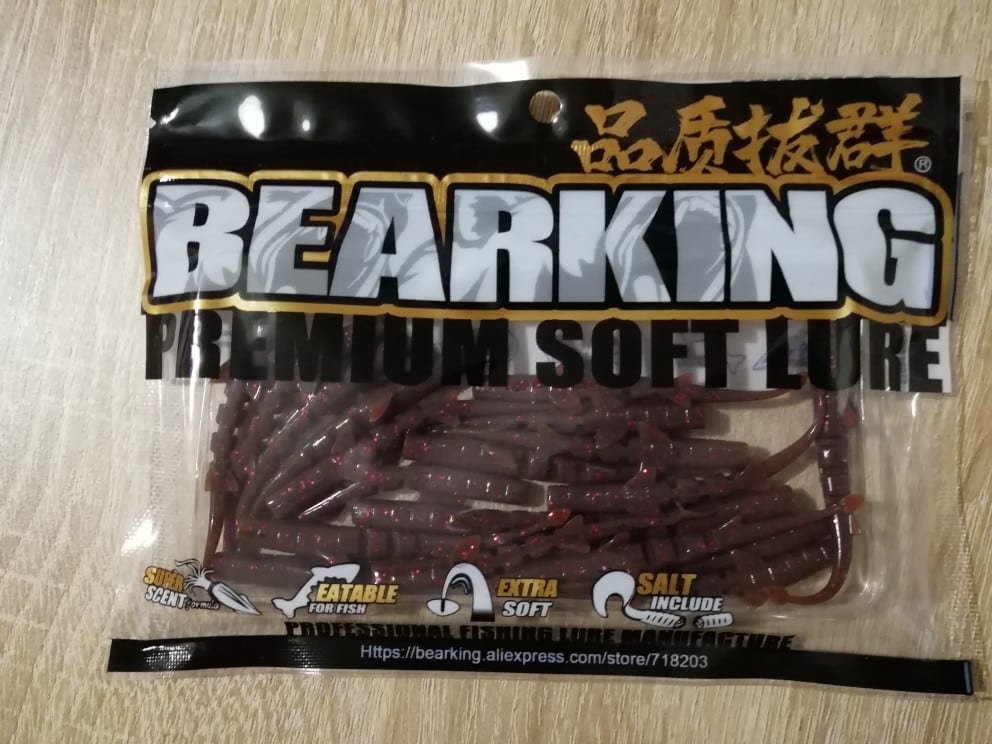 品质拔群®
BEARKING
PREMIUM SOFT LURE
SUPER
SCENT
Formula
EATABLE
FOR FISH
EXTRA
SOFT
SALT
INCLUDE
PROFESSIONAL FISHING LURE MANUFACTURE
Https://bearking.aliexpress.com/store/718203